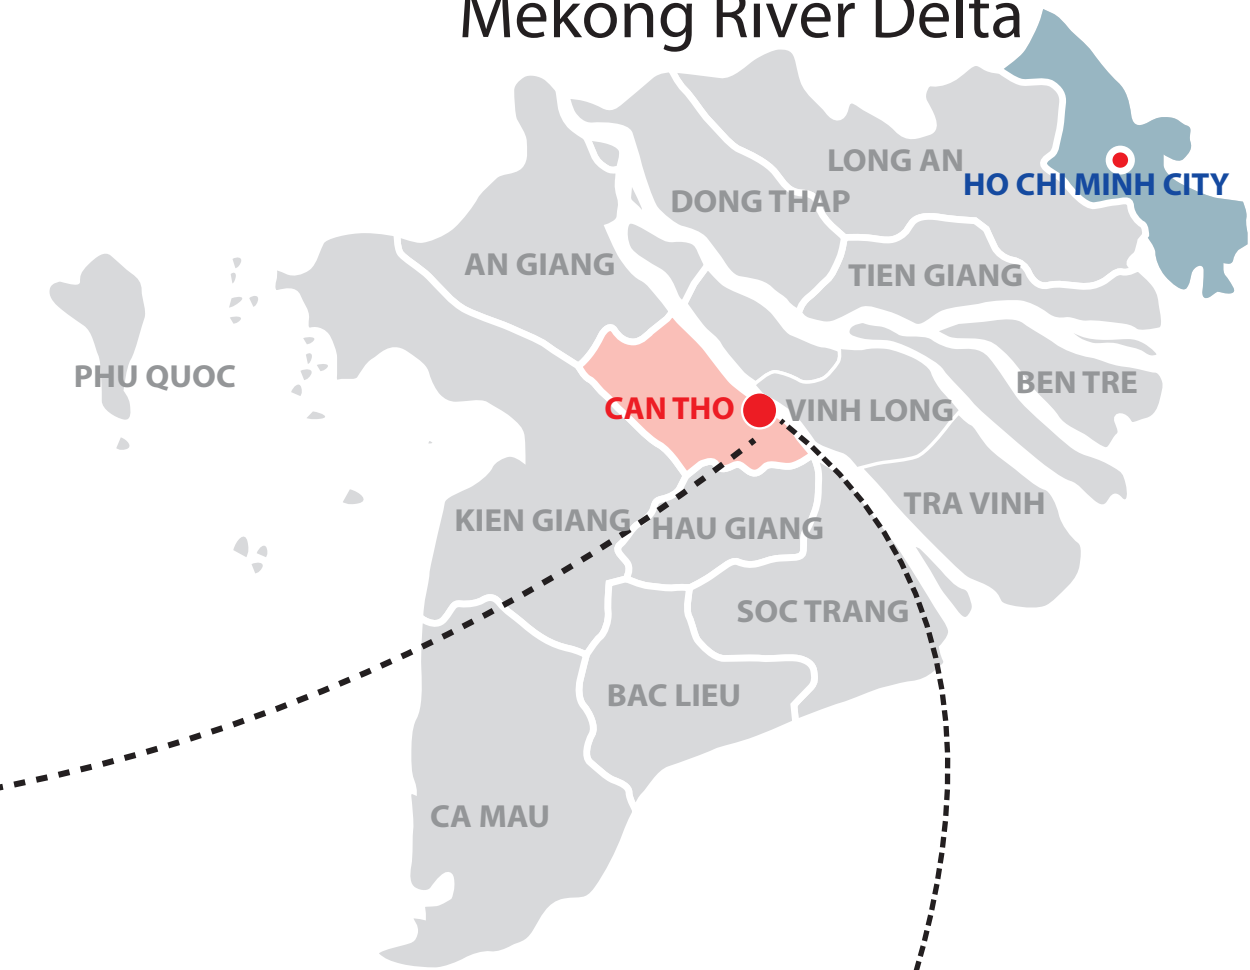 Mekong River Delta
LONG AN
HO CHI MINH CITY
DONG THAP
AN GIANG
TIEN GIANG
PHU QUOC
BEN TRE
CAN THO
VINH LONG
TRA VINH
KIEN GIANG
HAU GIANG
SOC TRANG
BAC LIEU
CA MAU